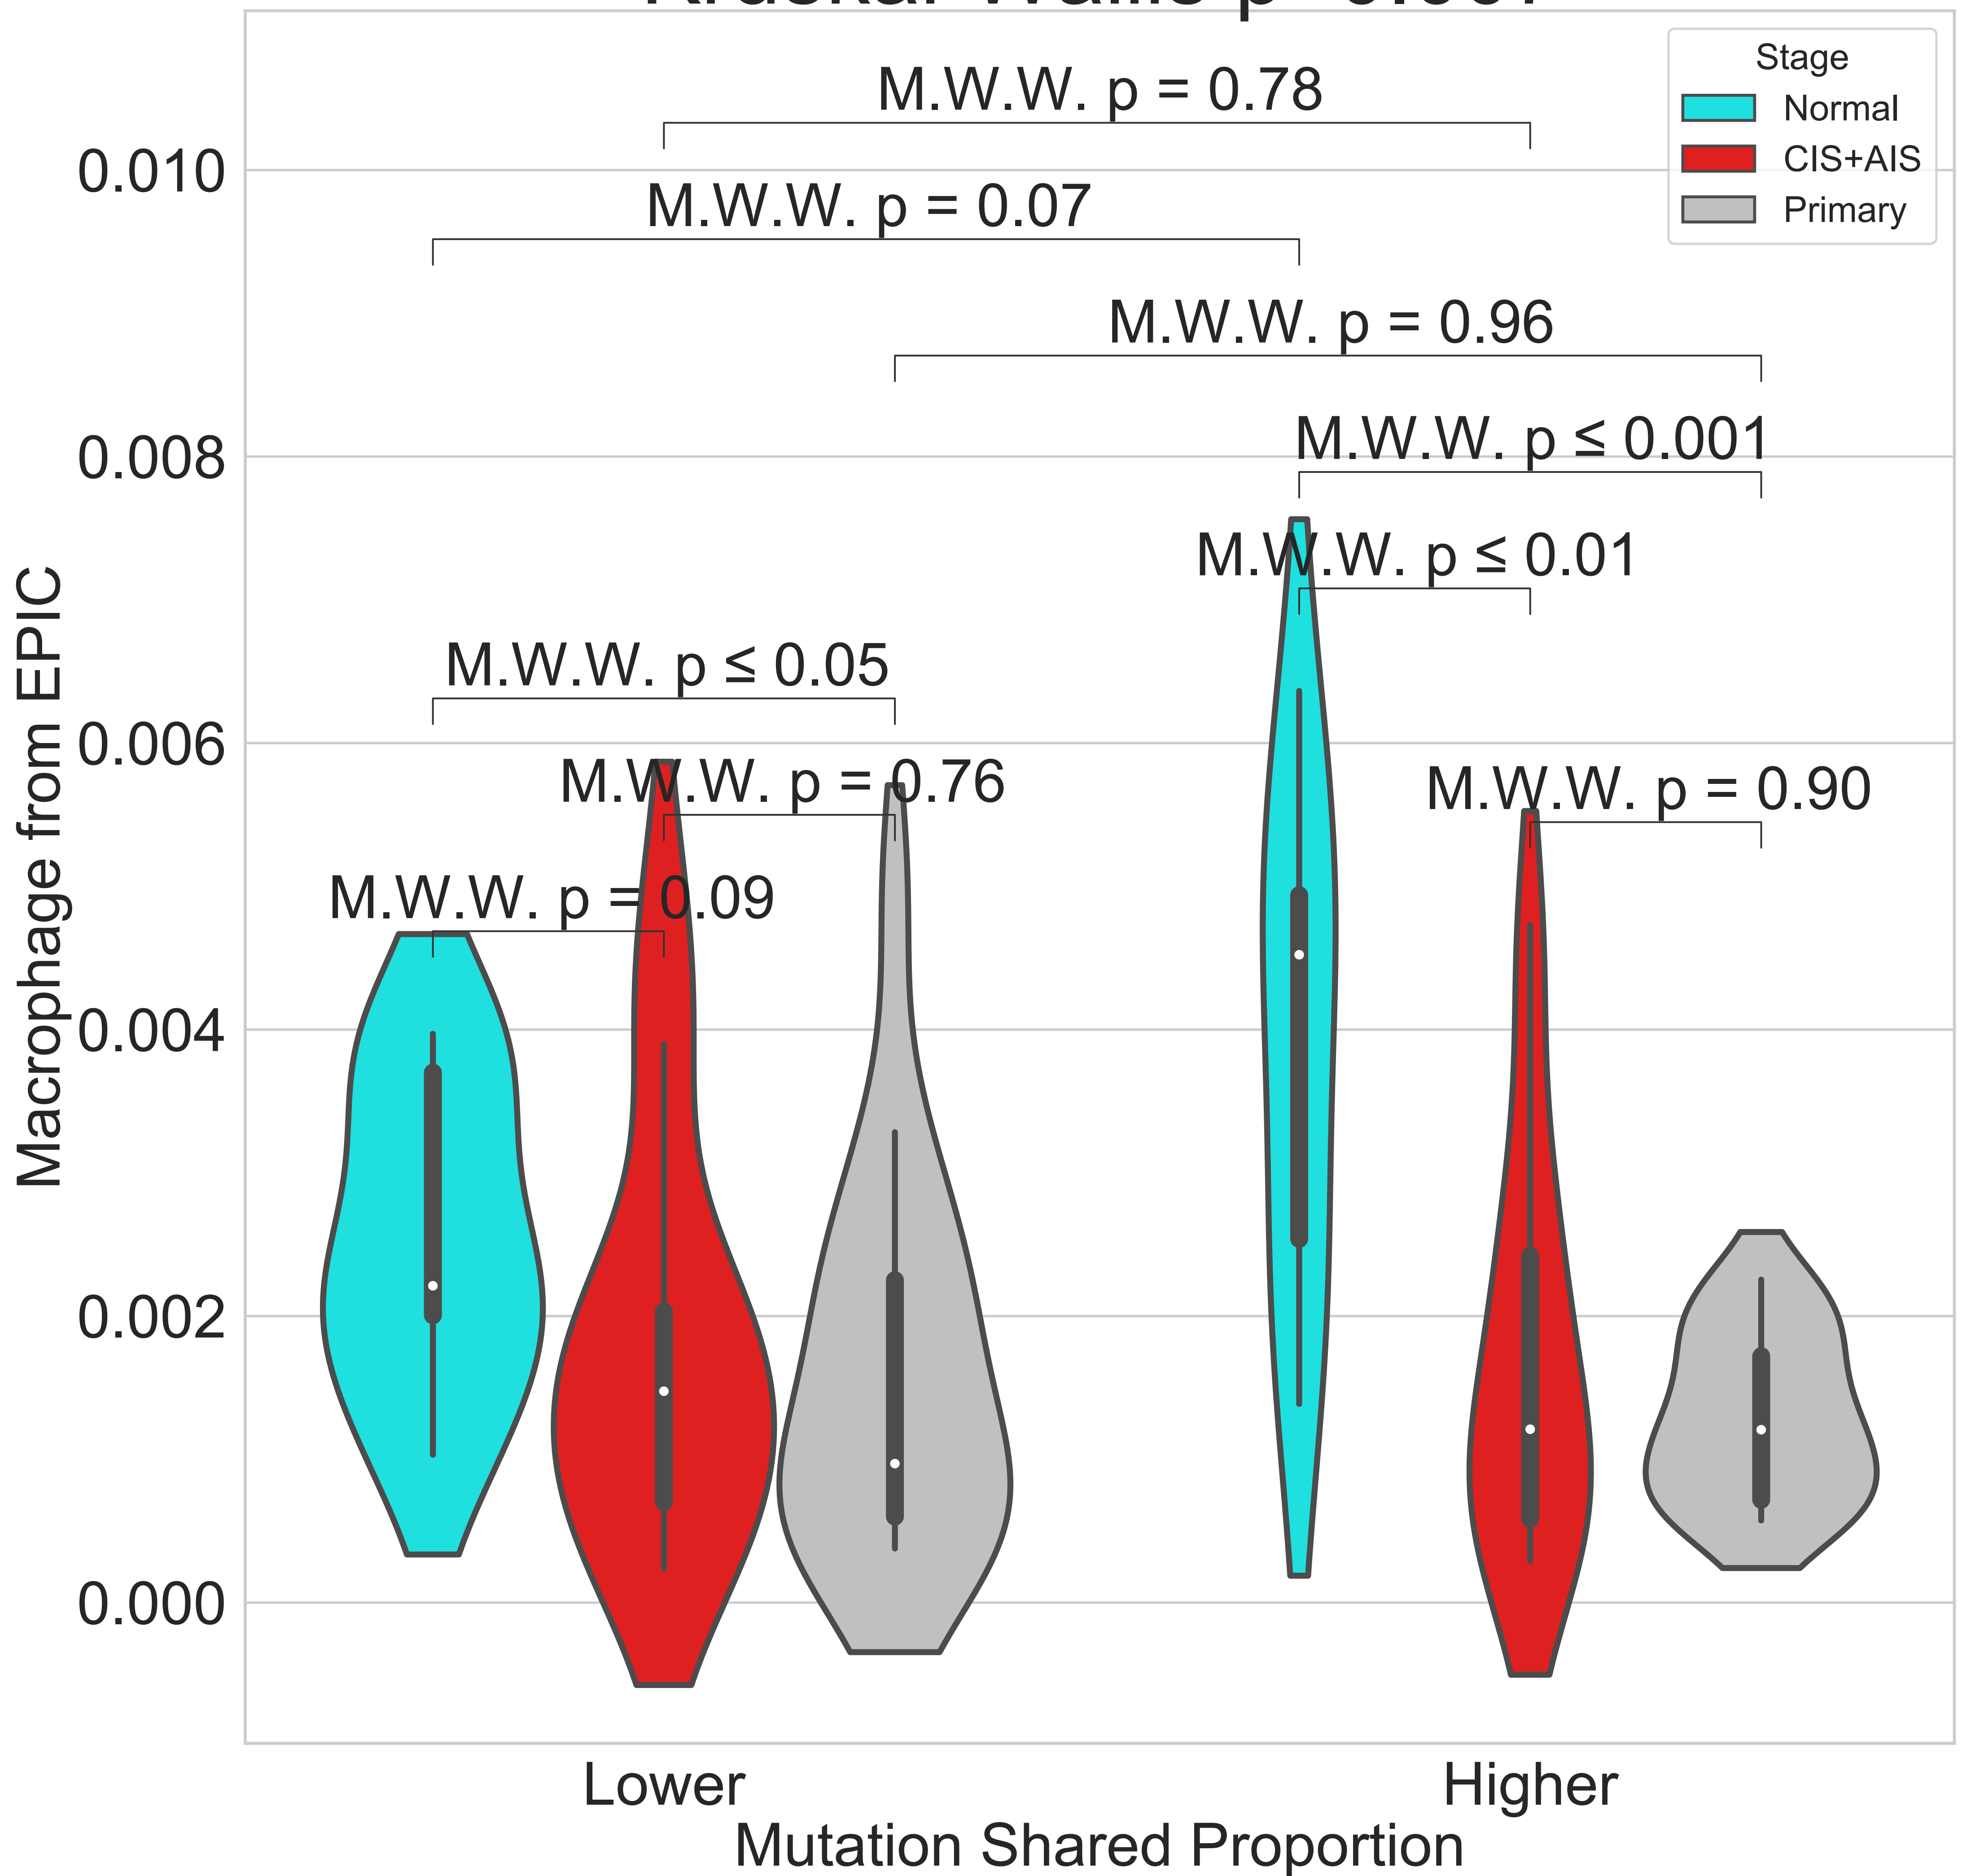 M.W.W. p = 0.78
M.W.W. p = 0.07
M.W.W. p = 0.96
M.W.W. p ≤ 0.001
M.W.W. p ≤ 0.01
M.W.W. p ≤ 0.05
M.W.W. p = 0.76
M.W.W. p = 0.90
M.W.W. p = 0.09
Stage
Normal
CIS+AIS
Primary
Macrophage from EPIC
0.010
0.008
0.006
0.004
0.002
0.000
Lower
Higher
Mutation Shared Proportion